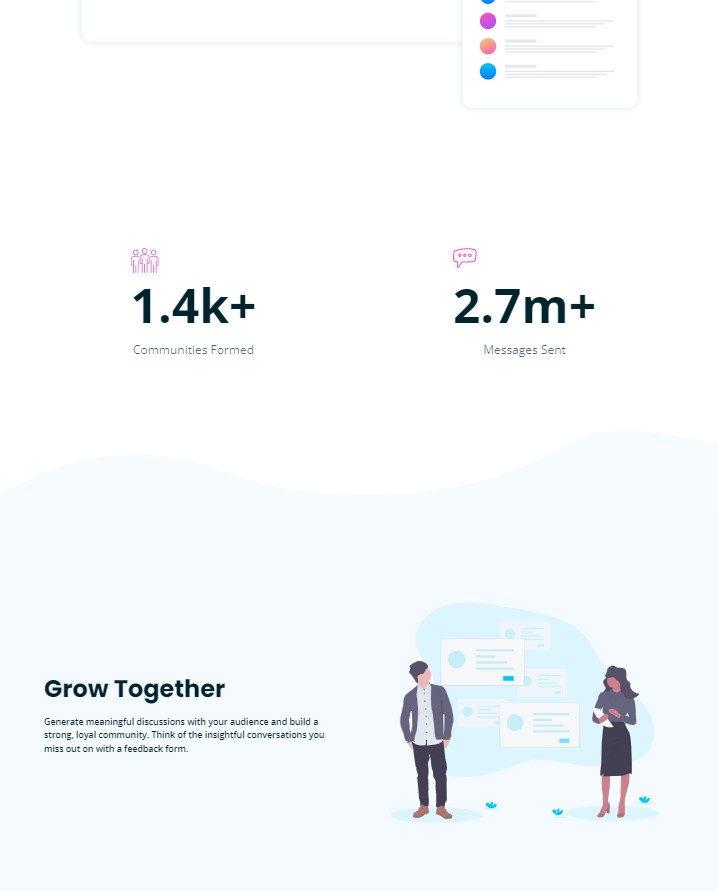 1.4k+
Communities Formed
2.7m+
Messages Sent
Grow Together
Generate meaningful discussions with your audience and build a
strong, loyal community. Think of the insightful conversations you
miss out on with a feedback form.